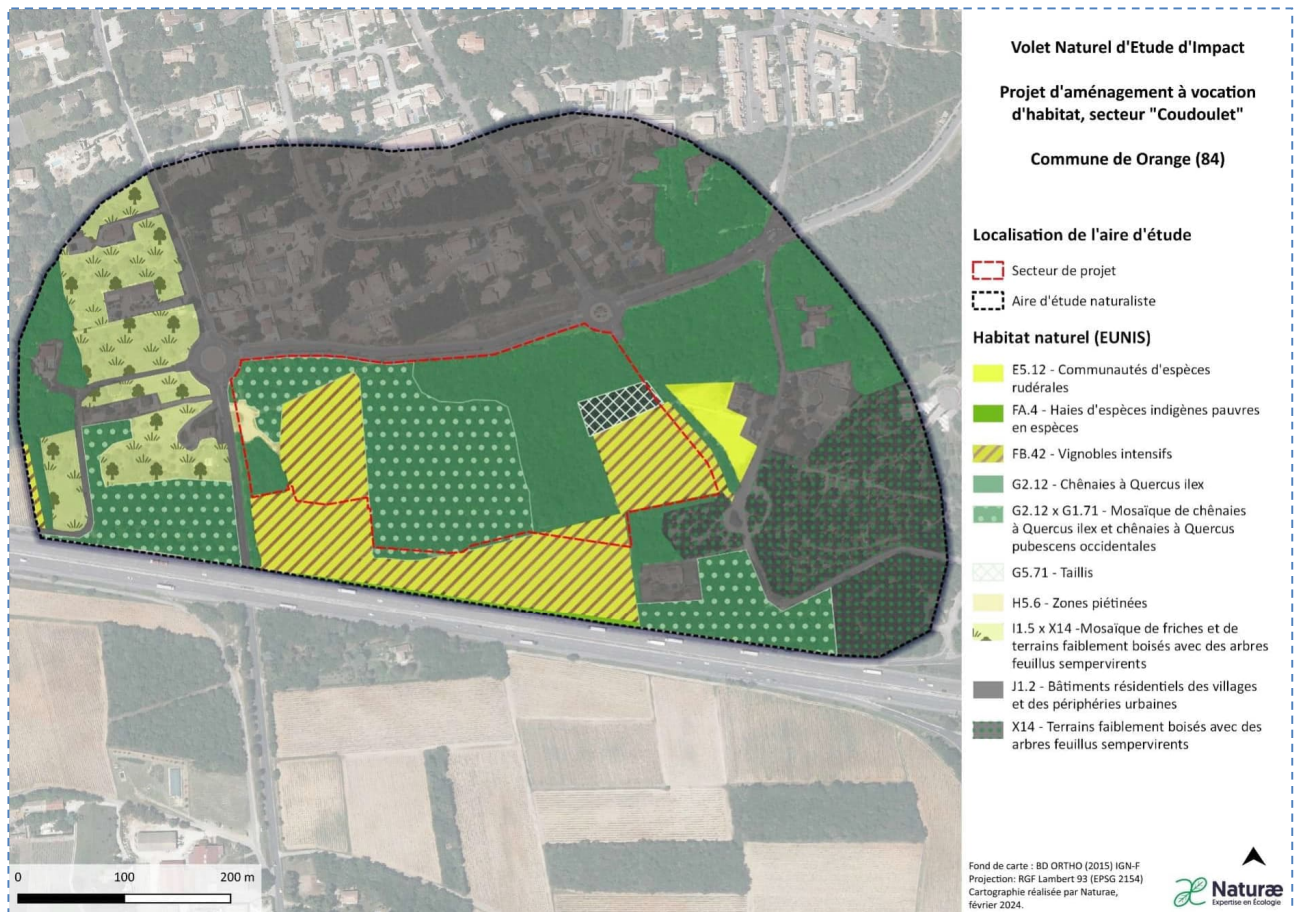 Volet Naturel d'Etude d'Impact
Projet d'aménagement à vocation
d'habitat, secteur "Coudoulet"
Commune de Orange (84)
Localisation de l'aire d'étude
Secteur de projet
Aire d'étude naturaliste
Habitat naturel (EUNIS)
E5.12 - Communautés d'espèces
rudérales
FA.4 - Haies d'espèces indigènes pauvres
en espèces
FB.42 - Vignobles intensifs
G2.12 - Chênaies à Quercus ilex
G2.12 x G1.71 - Mosaïque de chênaies
à Quercus ilex et chênaies à Quercus
pubescens occidentales
G5.71 - Taillis
H5.6 - Zones piétinées
I1.5 x X14 -Mosaïque de friches et de
terrains faiblement boisés avec des arbres
feuillus sempervirents
J1.2 - Bâtiments résidentiels des villages
et des périphéries urbaines
X14 - Terrains faiblement boisés avec des
arbres feuillus sempervirents
0 100 200 m
Fond de carte : BD ORTHO (2015) IGN-F
Projection: RGF Lambert 93 (EPSG 2154)
Cartographie réalisée par Naturae,
février 2024.
Naturæ
Expertise en Écologie